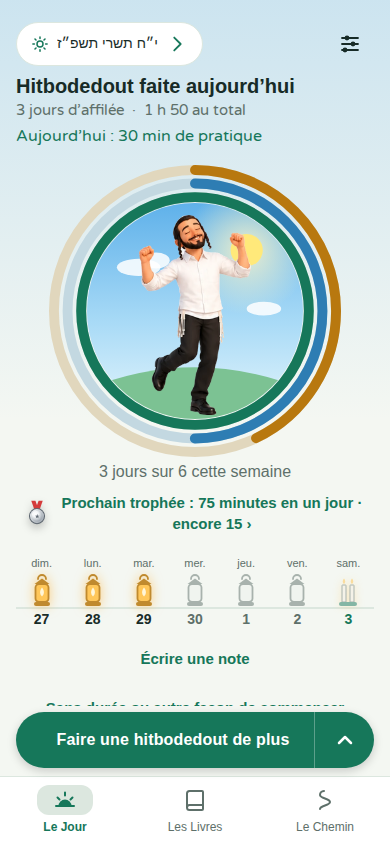 י״ח תשרי תשפ״ז
Hitbodedout faite aujourd’hui
3 jours d’affilée · 1 h 50 au total
Aujourd’hui : 30 min de pratique
3 jours sur 6 cette semaine
Prochain trophée : 75 minutes en un jour ·
encore 15 ›
dim. lun. mar. mer. jeu. ven. sam.
27 28 29 30 1 2 3
Écrire une note
Faire une hitbodedout de plus
Le Jour Les Livres Le Chemin